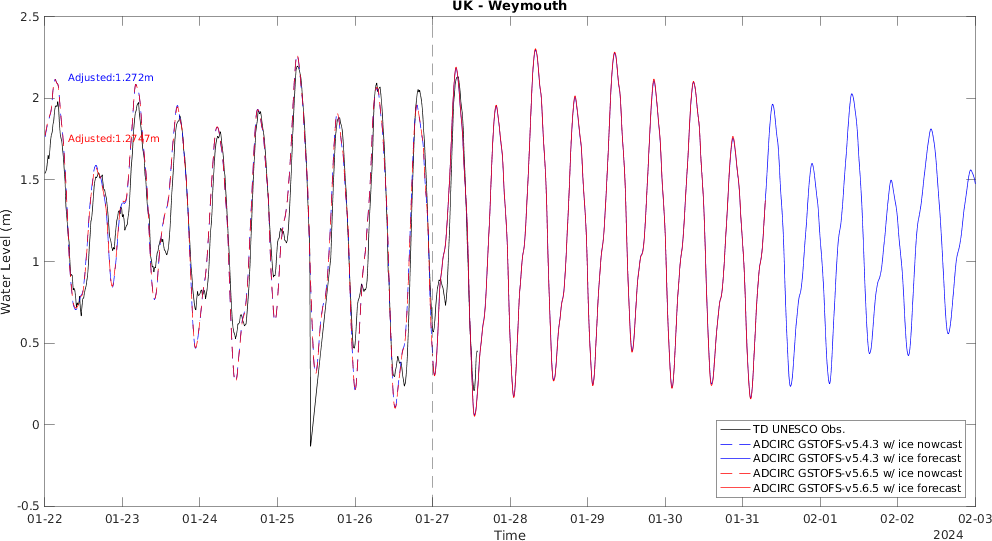 UK - Weymouth
2.5
2
1.5
1
0.5
0
-0.5
Water Level (m)
Adjusted:1.272m
Adjusted:1.2747m
TD UNESCO Obs.
ADCIRC GSTOFS-v5.4.3 w/ ice nowcast
ADCIRC GSTOFS-v5.4.3 w/ ice forecast
ADCIRC GSTOFS-v5.6.5 w/ ice nowcast
ADCIRC GSTOFS-v5.6.5 w/ ice forecast
01-22 01-23 01-24 01-25 01-26 01-27 01-28 01-29 01-30 01-31 02-01 02-02 02-03
Time
2024